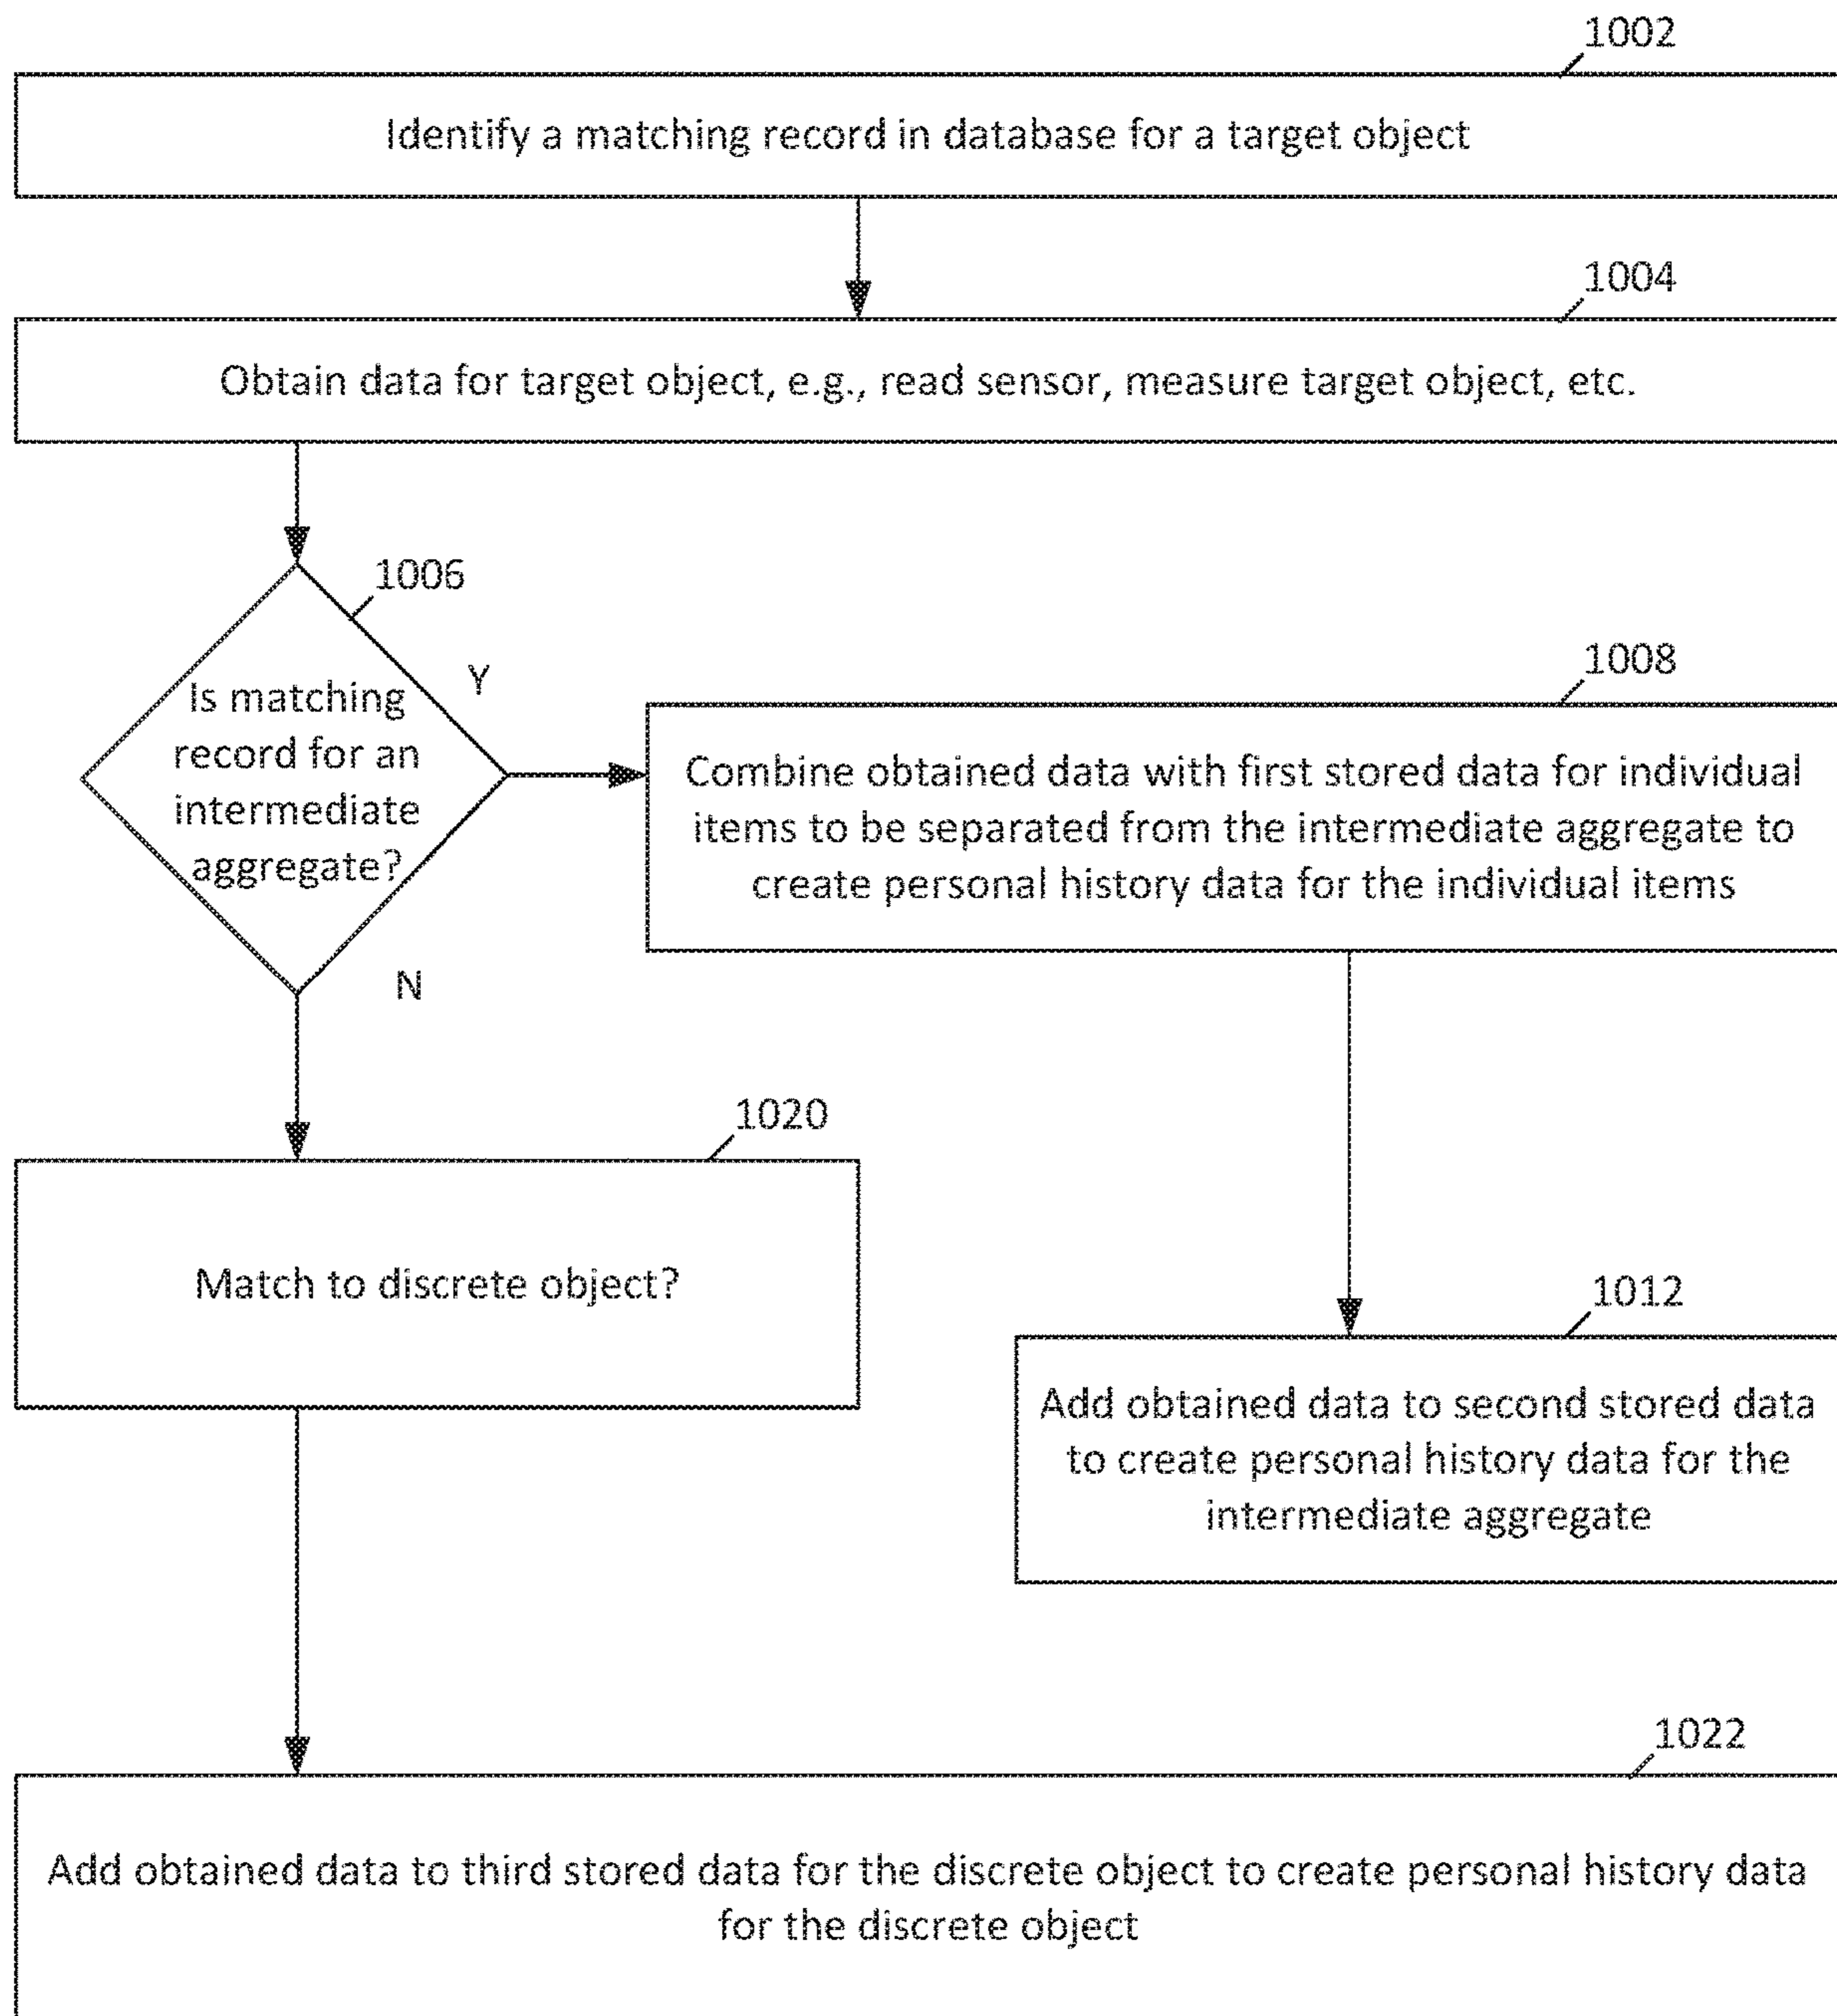 1002
Identify a matching record in database for a target object
1004
Obtain data for target object, e.g., read sensor, measure target object, etc.
1006
Is matching
record for an
intermediate
aggregate?
Y
N
1008
Combine obtained data with first stored data for individual
items to be separated from the intermediate aggregate to
create personal history data for the individual items
1020
Match to discrete object?
1012
Add obtained data to second stored data
to create personal history data for the
intermediate aggregate
1022
Add obtained data to third stored data for the discrete object to create personal history data
for the discrete object